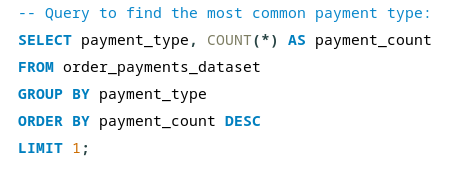 -- Query to find the most common payment type:
SELECT payment_type, COUNT(*) AS payment_count
FROM order_payments_dataset
GROUP BY payment_type
ORDER BY payment_count DESC
LIMIT 1;